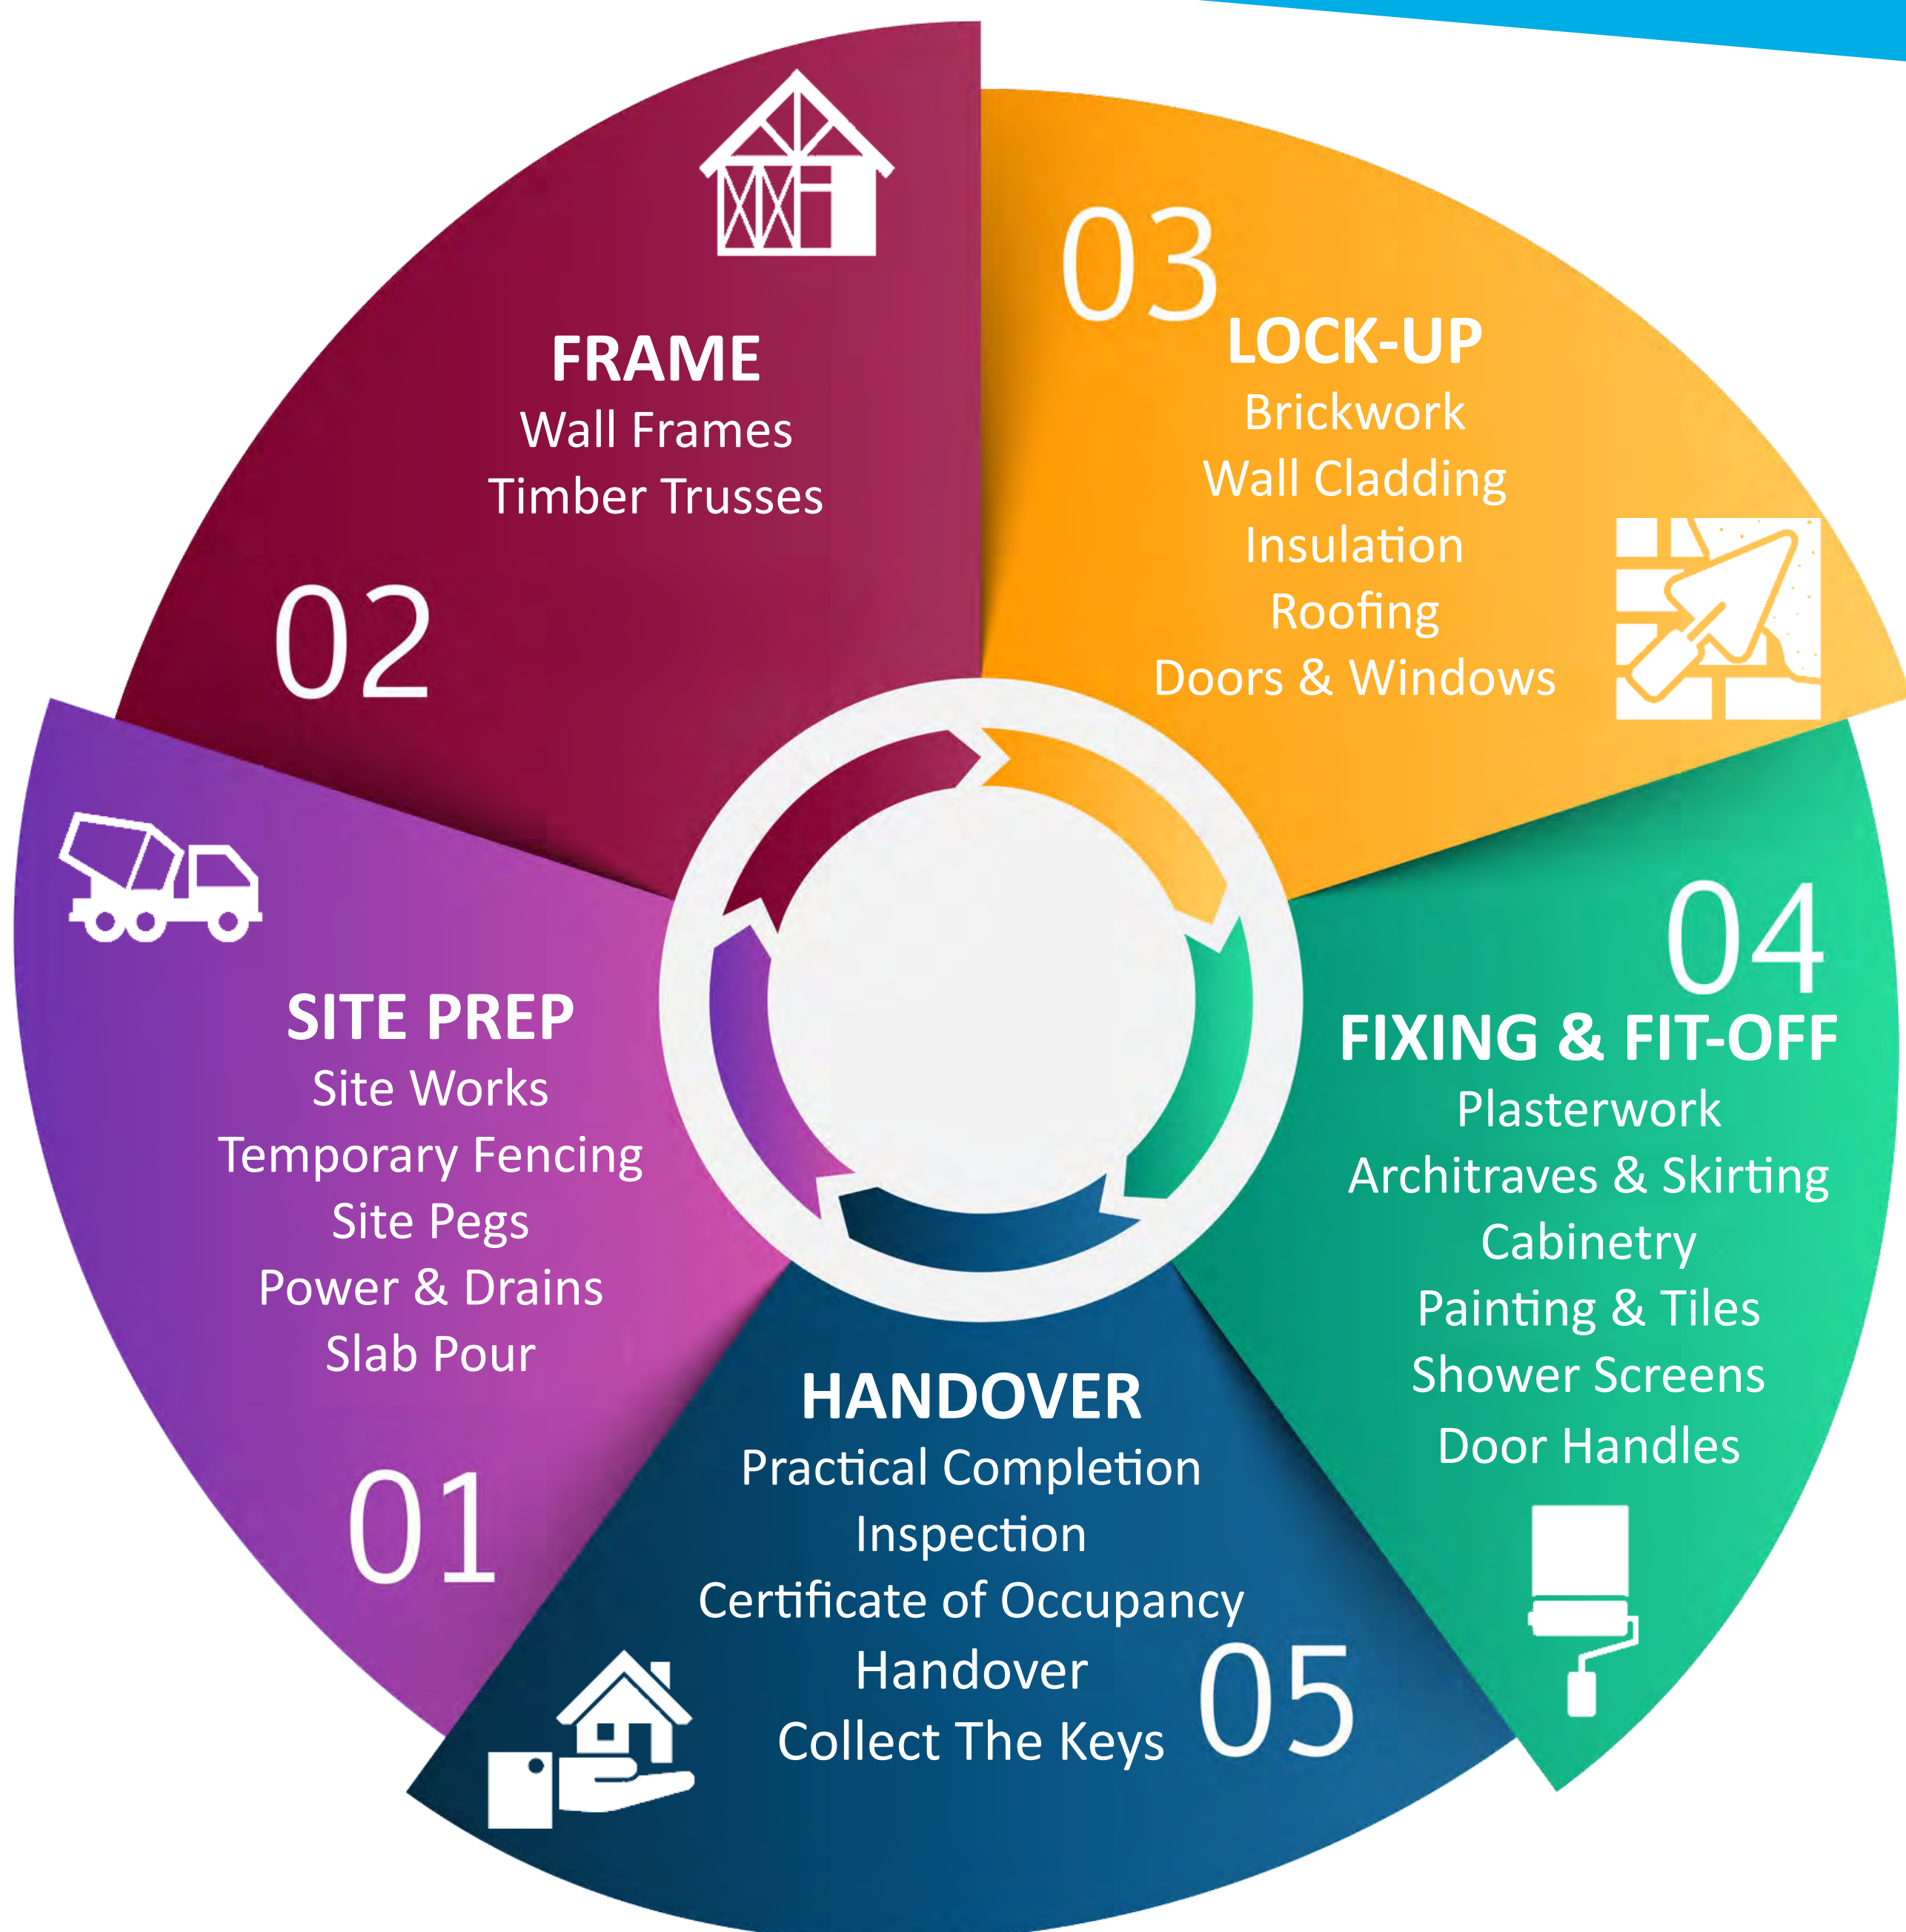 01
SITE PREP
Site Works
Temporary Fencing
Site Pegs
Power & Drains
Slab Pour
02
FRAME
Wall Frames
Timber Trusses
03
LOCK-UP
Brickwork
Wall Cladding
Insulation
Roofing
Doors & Windows
04
FIXING & FIT-OFF
Plasterwork
Architraves & Skirting
Cabinetry
Painting & Tiles
Shower Screens
Door Handles
05
HANDOVER
Practical Completion
Inspection
Certificate of Occupancy
Handover
Collect The Keys